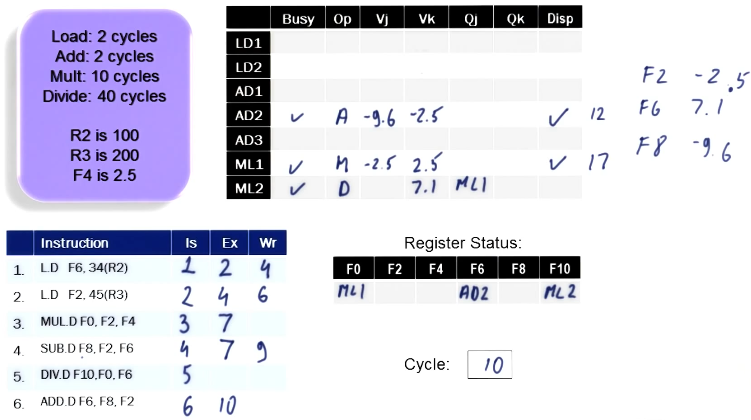 Load: 2 cycles
Add: 2 cycles
Mult: 10 cycles
Divide: 40 cycles
R2 is 100
R3 is 200
F4 is 2.5
Busy Op Vj Vk Qj Qk Disp
LD1
LD2
AD1
AD2 ✓ A -9.6 -2.5 ✓ 12
AD3
ML1 ✓ M -2.5 2.5 ✓ 17
ML2 ✓ D 7.1 ML1
F2 -2.5
F6 7.1
F8 -9.6
Instruction Is Ex Wr
1. L.D F6, 34(R2) 1 2 4
2. L.D F2, 45(R3) 2 4 6
3. MUL.D F0, F2, F4 3 7
4. SUB.D F8, F2, F6 4 7 9
5. DIV.D F10,F0, F6 5
6. ADD.D F6, F8, F2 6 10
Register Status:
F0 F2 F4 F6 F8 F10
ML1 AD2 ML2
Cycle: 10